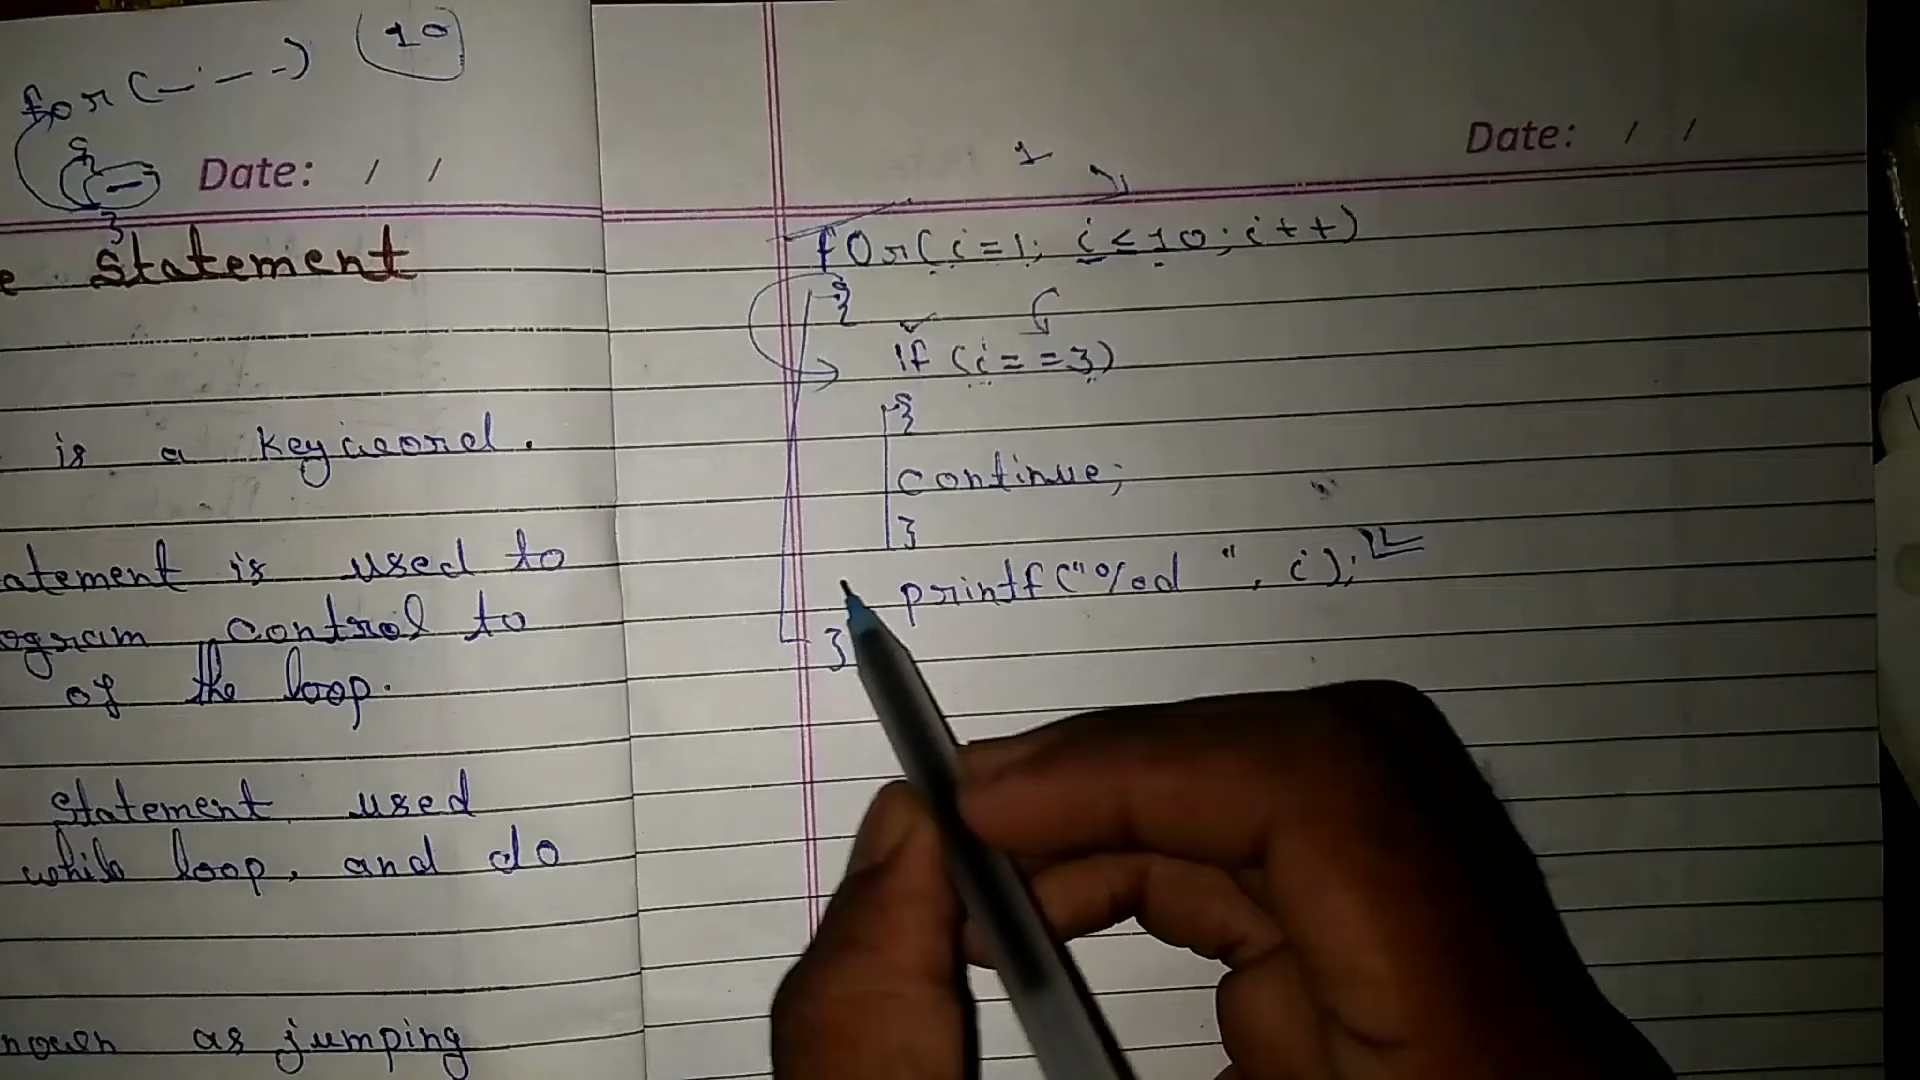 for(- - -) 10
Date: / /
e Statement
is a keyword.
atement is used to
ogram control to
of the loop.
statement used
while loop, and do
nown as jumping
Date: / /
1
for(i=1; i≤10; i++)
{
if (i==3)
{
continue;
}
printf("%d ", i);
}